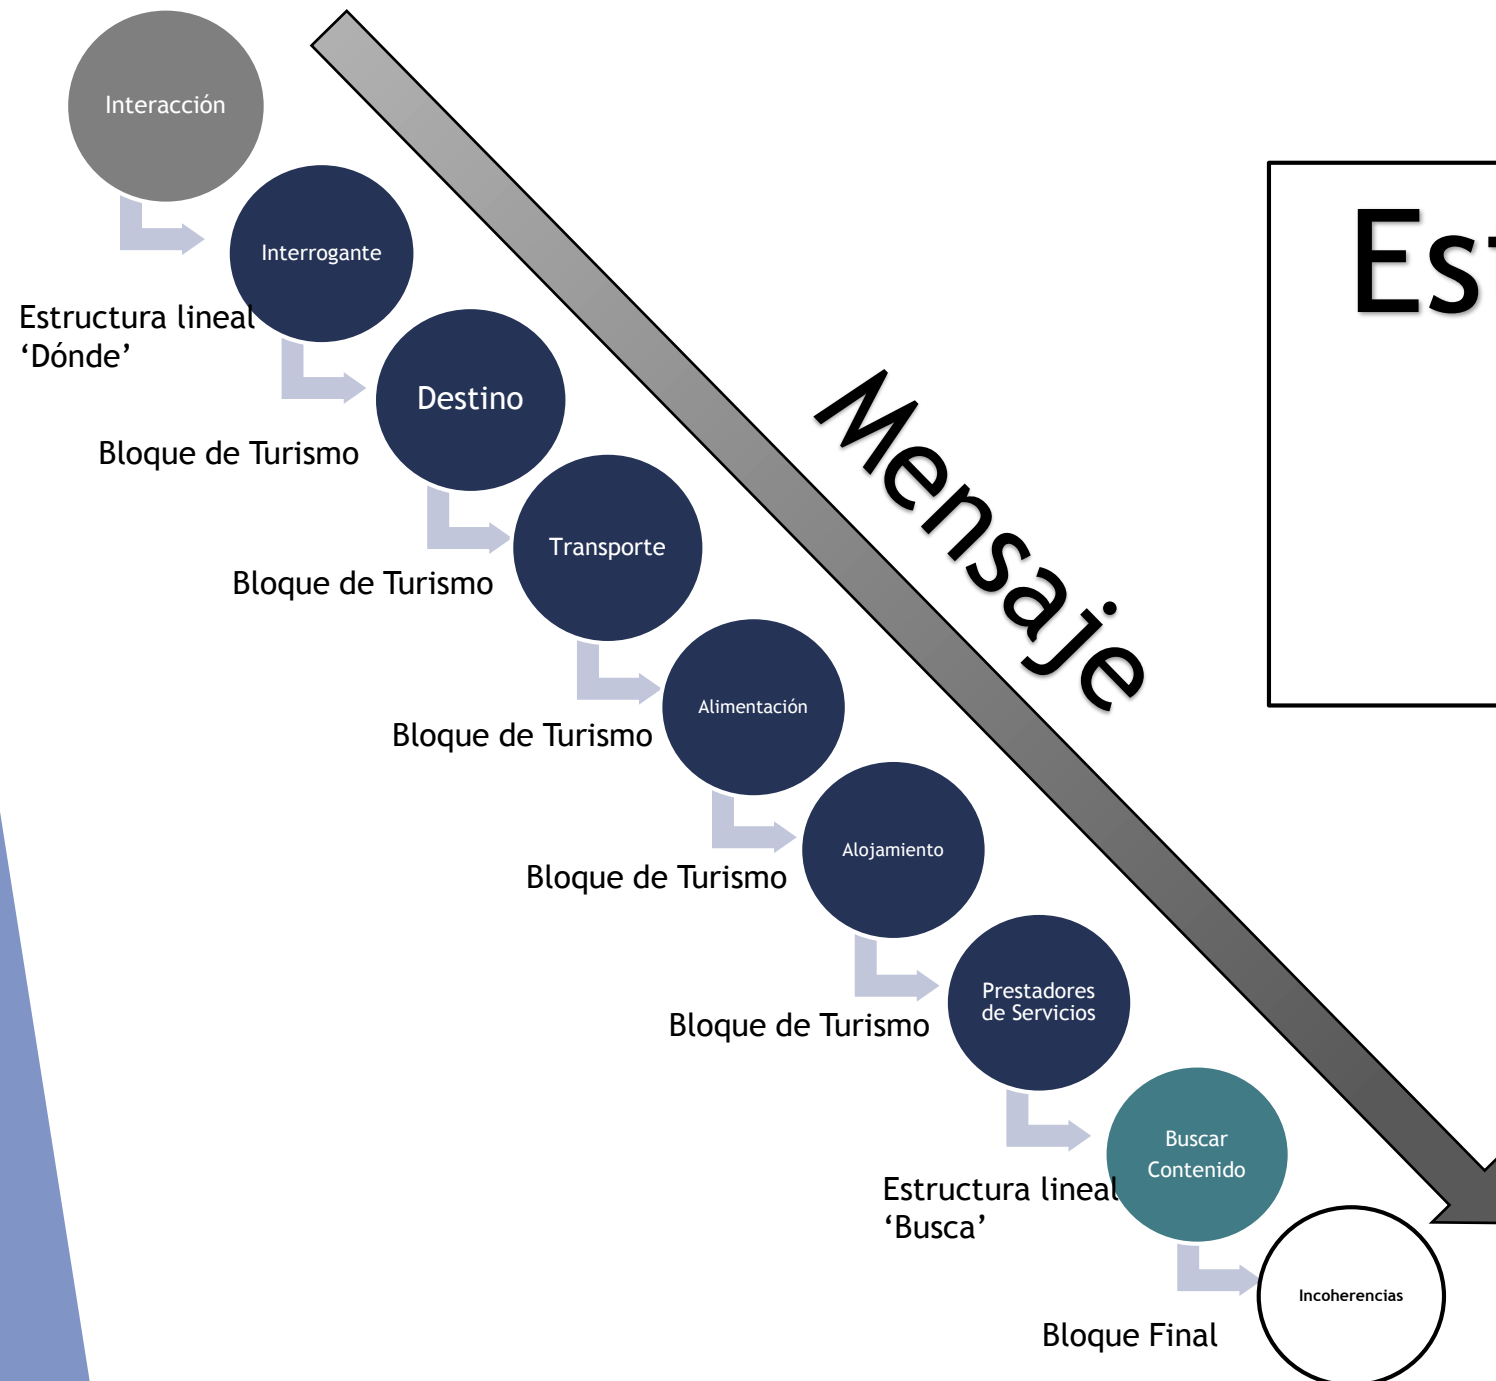 Interacción
Interrogante
Estructura lineal
‘Dónde’
Destino
Bloque de Turismo
Transporte
Bloque de Turismo
Mensaje
Alimentación
Bloque de Turismo
Alojamiento
Bloque de Turismo
Prestadores
de Servicios
Bloque de Turismo
Buscar
Contenido
Estructura lineal
‘Busca’
Incoherencias
Bloque Final